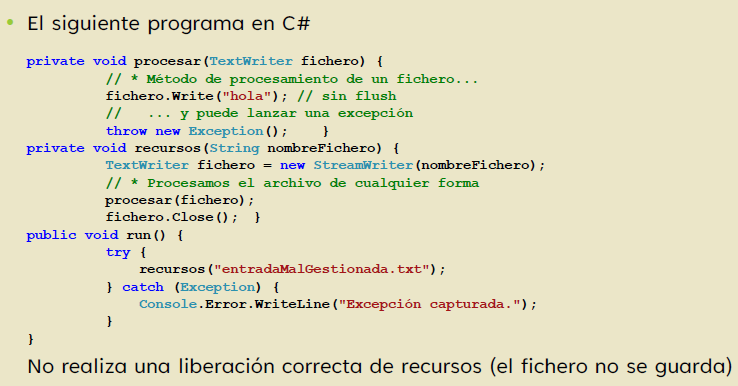 • El siguiente programa en C#
private void procesar(TextWriter fichero) {
// * Método de procesamiento de un fichero...
fichero.Write("hola"); // sin flush
//   ... y puede lanzar una excepción
throw new Exception();    }
private void recursos(String nombreFichero) {
TextWriter fichero = new StreamWriter(nombreFichero);
// * Procesamos el archivo de cualquier forma
procesar(fichero);
fichero.Close();  }
public void run() {
try {
recursos("entradaMalGestionada.txt");
} catch (Exception) {
Console.Error.WriteLine("Excepción capturada.");
}
}
No realiza una liberación correcta de recursos (el fichero no se guarda)